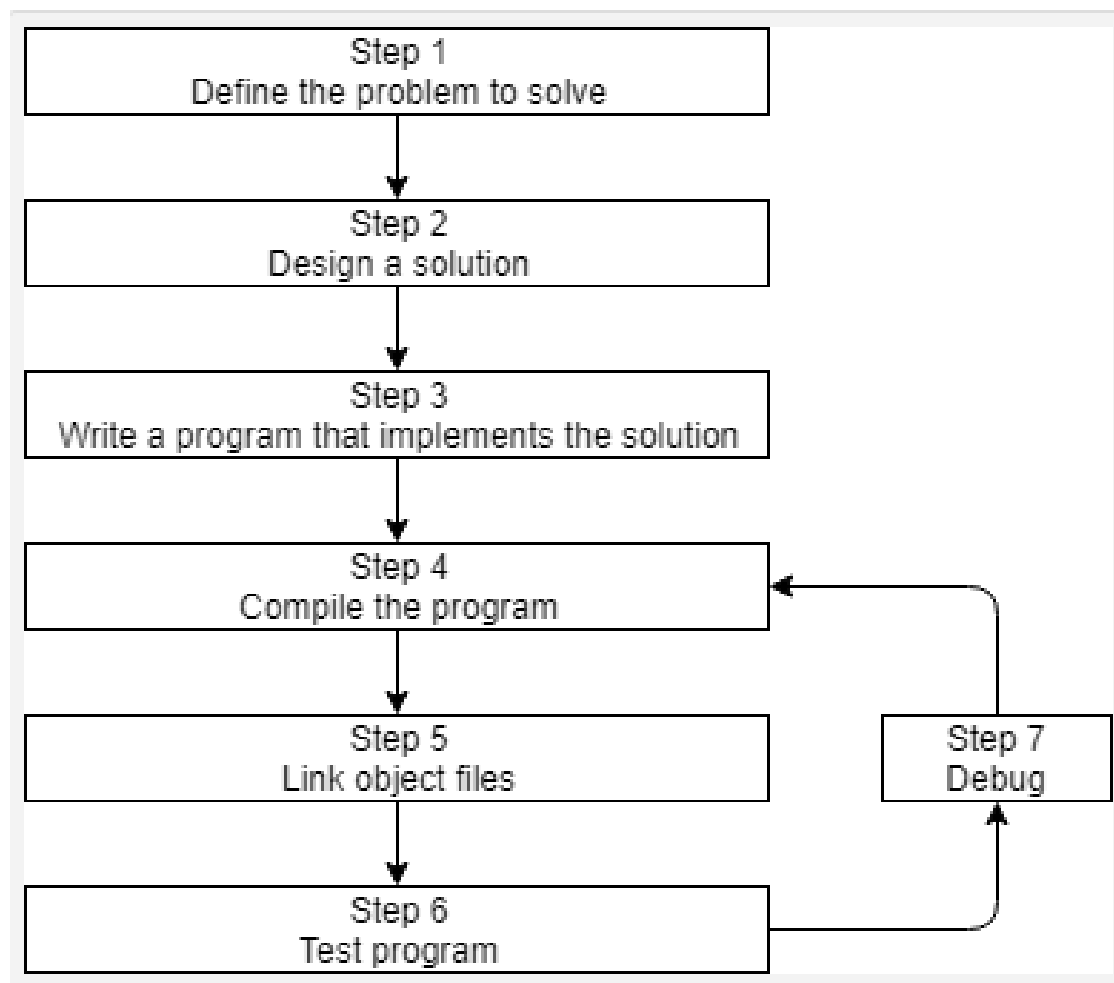 Step 1
Define the problem to solve
Step 2
Design a solution
Step 3
Write a program that implements the solution
Step 4
Compile the program
Step 5
Link object files
Step 7
Debug
Step 6
Test program